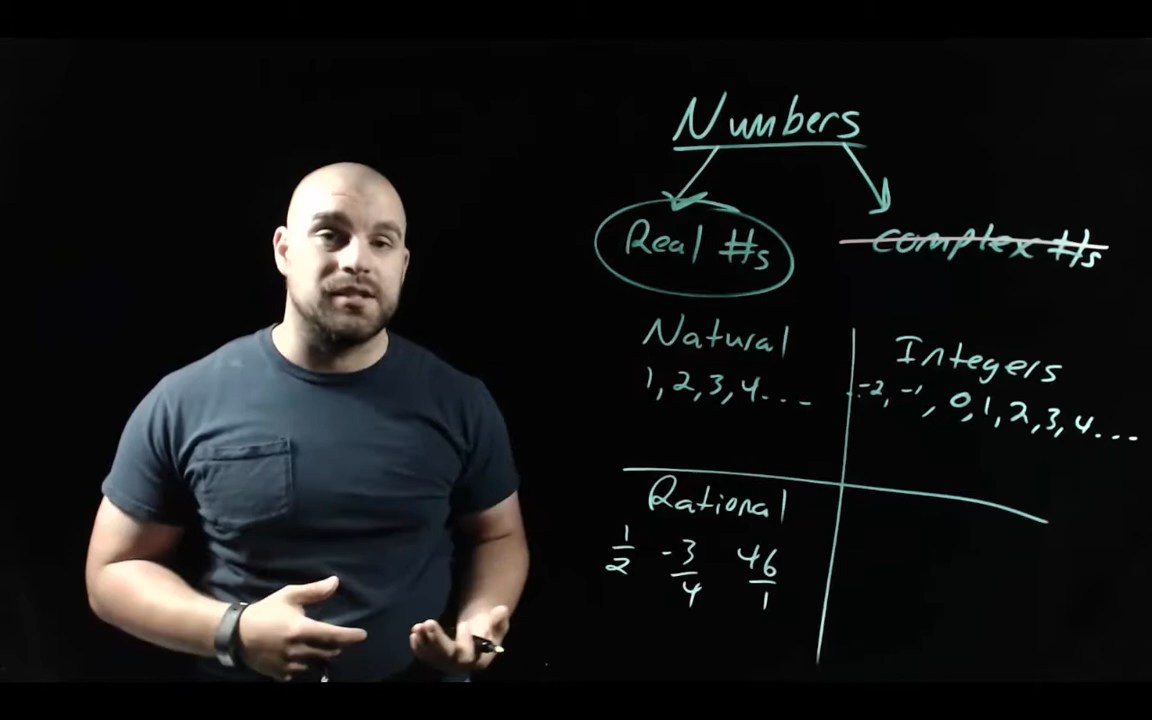 Numbers
Real #s
complex #s
Natural
1, 2, 3, 4....
Integers
...-2, -1, 0, 1, 2, 3, 4...
Rational
1/2 -3/4 46/1